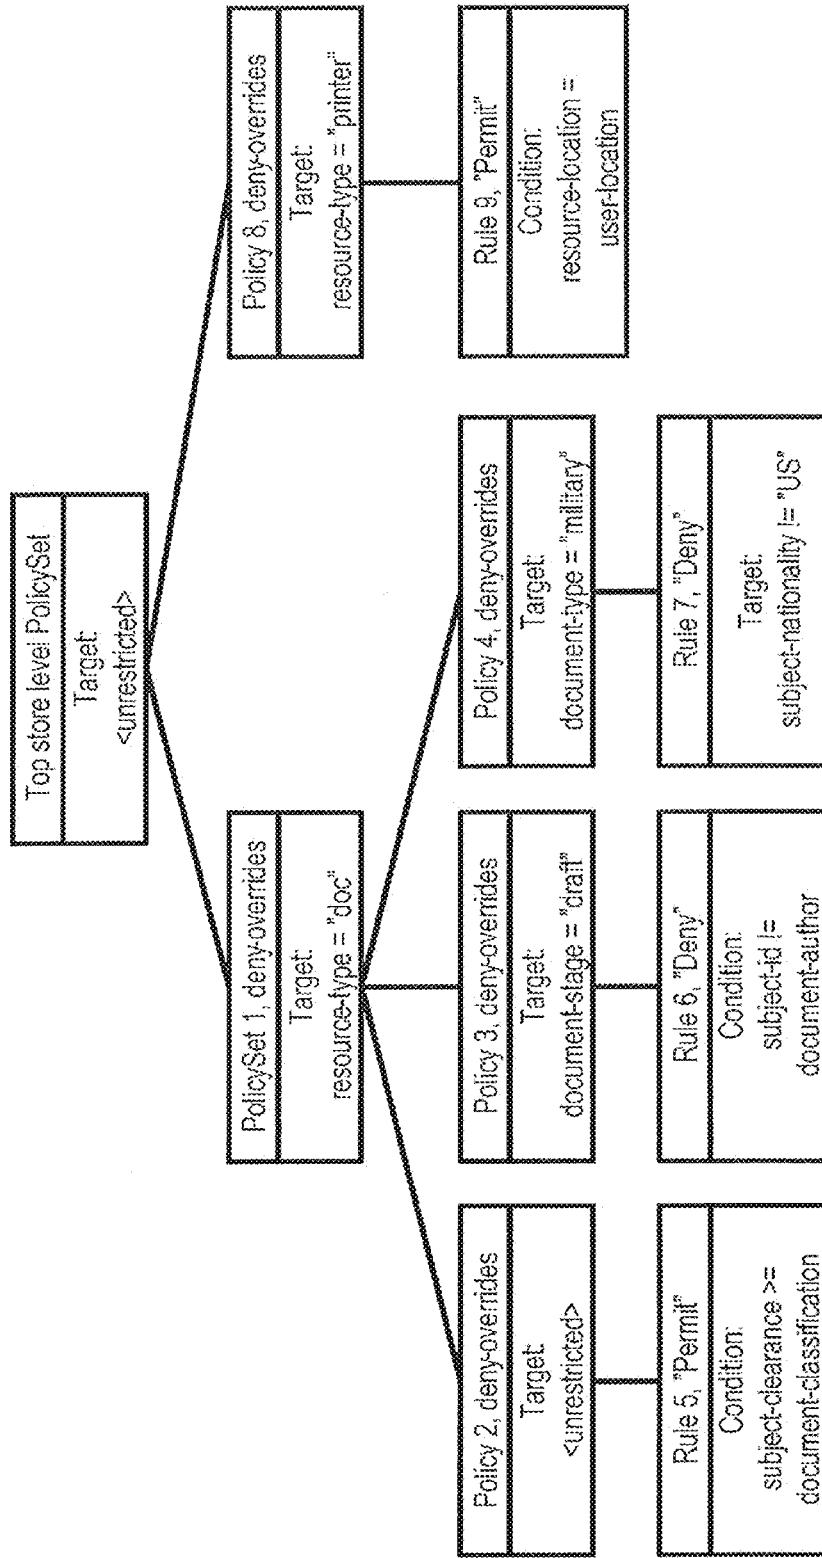 Top store level PolicySet
Target:
<unrestricted>
PolicySet 1, deny-overrides
Target:
resource-type = "doc"
Policy 8, deny-overrides
Target:
resource-type = "printer"
Policy 2, deny-overrides
Target:
<unrestricted>
Policy 3, deny-overrides
Target:
document-stage = "draft"
Policy 4, deny-overrides
Target:
document-type = "military"
Rule 9, "Permit"
Condition:
resource-location =
user-location
Rule 5, "Permit"
Condition:
subject-clearance >=
document-classification
Rule 6, "Deny"
Condition:
subject-id !=
document-author
Rule 7, "Deny"
Target:
subject-nationality != "US"